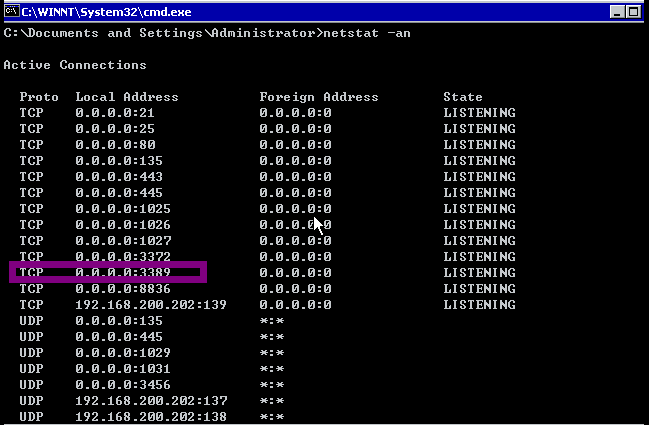 C:\WINNT\System32\cmd.exe
C:\Documents and Settings\Administrator>netstat -an
Active Connections
Proto Local Address Foreign Address State
TCP 0.0.0.0:21 0.0.0.0:0 LISTENING
TCP 0.0.0.0:25 0.0.0.0:0 LISTENING
TCP 0.0.0.0:80 0.0.0.0:0 LISTENING
TCP 0.0.0.0:135 0.0.0.0:0 LISTENING
TCP 0.0.0.0:443 0.0.0.0:0 LISTENING
TCP 0.0.0.0:445 0.0.0.0:0 LISTENING
TCP 0.0.0.0:1025 0.0.0.0:0 LISTENING
TCP 0.0.0.0:1026 0.0.0.0:0 LISTENING
TCP 0.0.0.0:1027 0.0.0.0:0 LISTENING
TCP 0.0.0.0:3372 0.0.0.0:0 LISTENING
TCP 0.0.0.0:3389 0.0.0.0:0 LISTENING
TCP 0.0.0.0:8836 0.0.0.0:0 LISTENING
TCP 192.168.200.202:139 0.0.0.0:0 LISTENING
UDP 0.0.0.0:135 *:*
UDP 0.0.0.0:445 *:*
UDP 0.0.0.0:1029 *:*
UDP 0.0.0.0:1031 *:*
UDP 0.0.0.0:3456 *:*
UDP 192.168.200.202:137 *:*
UDP 192.168.200.202:138 *:*